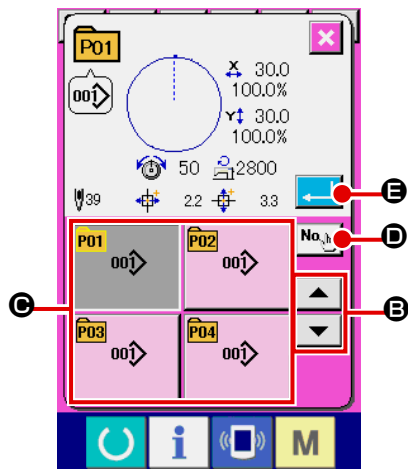 P01
X 30.0
100.0%
001
Y 30.0
100.0%
50 2800
39 2.2 3.3
E
No.
D
P01 P02
001 001
C
B
P03 P04
001 001
i M